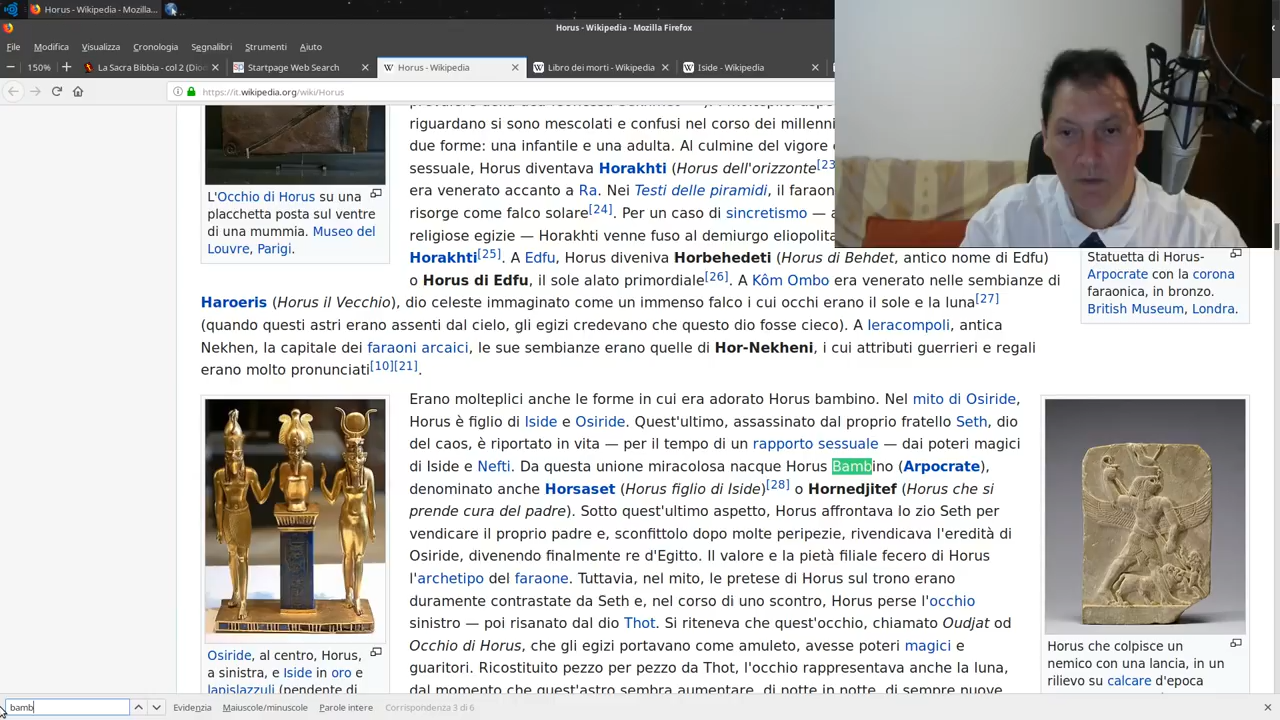 Horus - Wikipedia - Mozilla...
Horus - Wikipedia - Mozilla Firefox
File Modifica Visualizza Cronologia Segnalibri Strumenti Aiuto
150%
La Sacra Bibbia - col 2 (Dio
Startpage Web Search
Horus - Wikipedia
Libro dei morti - Wikipedia
Iside - Wikipedia
https://it.wikipedia.org/wiki/Horus
riguardano si sono mescolati e confusi nel corso dei millenni
due forme: una infantile e una adulta. Al culmine del vigore
sessuale, Horus diventava Horakhti (Horus dell'orizzonte[23
era venerato accanto a Ra. Nei Testi delle piramidi, il faraon
risorge come falco solare[24]. Per un caso di sincretismo — a
religiose egizie — Horakhti venne fuso al demiurgo eliopolita
Horakhti[25]. A Edfu, Horus diveniva Horbehedeti (Horus di Behdet, antico nome di Edfu)
o Horus di Edfu, il sole alato primordiale[26]. A Kôm Ombo era venerato nelle sembianze di
Haroeris (Horus il Vecchio), dio celeste immaginato come un immenso falco i cui occhi erano il sole e la luna[27]
(quando questi astri erano assenti dal cielo, gli egizi credevano che questo dio fosse cieco). A Ieracompoli, antica
Nekhen, la capitale dei faraoni arcaici, le sue sembianze erano quelle di Hor-Nekheni, i cui attributi guerrieri e regali
erano molto pronunciati[10][21].
L'Occhio di Horus su una
placchetta posta sul ventre
di una mummia. Museo del
Louvre, Parigi.
Statuetta di Horus-
Arpocrate con la corona
faraonica, in bronzo.
British Museum, Londra.
Erano molteplici anche le forme in cui era adorato Horus bambino. Nel mito di Osiride,
Horus è figlio di Iside e Osiride. Quest'ultimo, assassinato dal proprio fratello Seth, dio
del caos, è riportato in vita — per il tempo di un rapporto sessuale — dai poteri magici
di Iside e Nefti. Da questa unione miracolosa nacque Horus Bambino (Arpocrate),
denominato anche Horsaset (Horus figlio di Iside)[28] o Hornedjitef (Horus che si
prende cura del padre). Sotto quest'ultimo aspetto, Horus affrontava lo zio Seth per
vendicare il proprio padre e, sconfittolo dopo molte peripezie, rivendicava l'eredità di
Osiride, divenendo finalmente re d'Egitto. Il valore e la pietà filiale fecero di Horus
l'archetipo del faraone. Tuttavia, nel mito, le pretese di Horus sul trono erano
duramente contrastate da Seth e, nel corso di uno scontro, Horus perse l'occhio
sinistro — poi risanato dal dio Thot. Si riteneva che quest'occhio, chiamato Oudjat od
Occhio di Horus, che gli egizi portavano come amuleto, avesse poteri magici e
guaritori. Ricostituito pezzo per pezzo da Thot, l'occhio rappresentava anche la luna,
dal momento che quest'astro sembra aumentare, di notte in notte, di sempre nuove
Osiride, al centro, Horus,
a sinistra, e Iside in oro e
lapislazzuli (pendente di
Horus che colpisce un
nemico con una lancia, in un
rilievo su calcare d'epoca
bamb
Evidenzia Maiuscole/minuscole Parole intere Corrispondenza 3 di 6